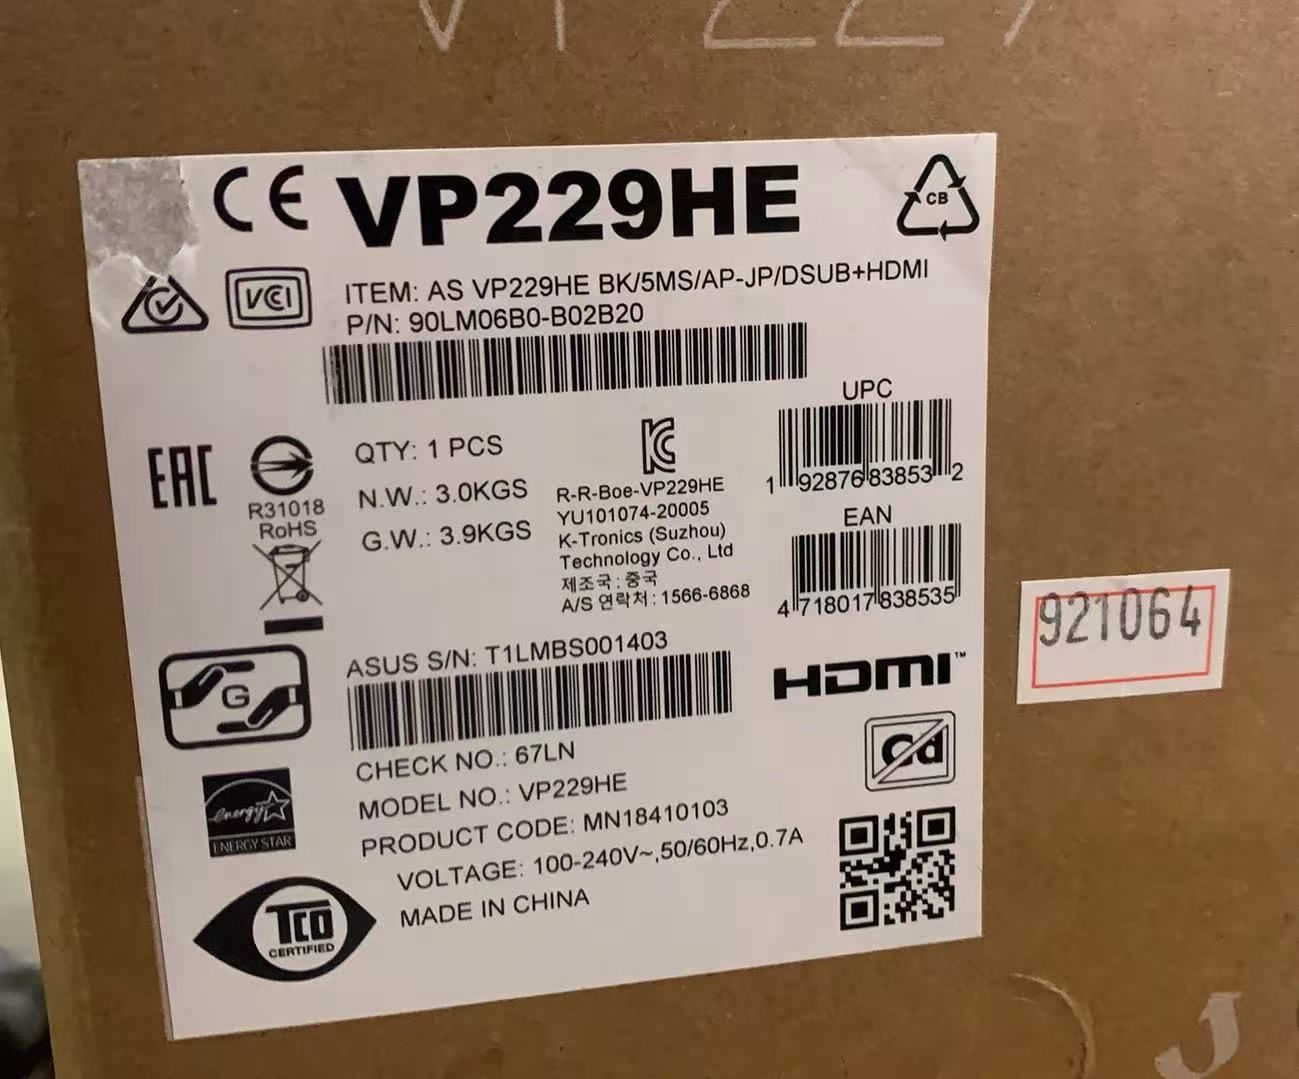 VP229
CE VP229HE
CB
VCCI
ITEM: AS VP229HE BK/5MS/AP-JP/DSUB+HDMI
P/N: 90LM06B0-B02B20
UPC
1 92876 83853 2
EAC
R31018
RoHS
QTY: 1 PCS
N.W.: 3.0KGS
G.W.: 3.9KGS
R-R-Boe-VP229HE
YU101074-20005
K-Tronics (Suzhou)
Technology Co., Ltd
제조국 : 중국
A/S 연락처 : 1566-6868
EAN
4 718017 838535
921064
G
ASUS S/N: T1LMBS001403
HDMI™
Cd
CHECK NO.: 67LN
MODEL NO.: VP229HE
PRODUCT CODE: MN18410103
VOLTAGE: 100-240V~,50/60Hz,0.7A
MADE IN CHINA
energy
ENERGY STAR
TCO
CERTIFIED
J